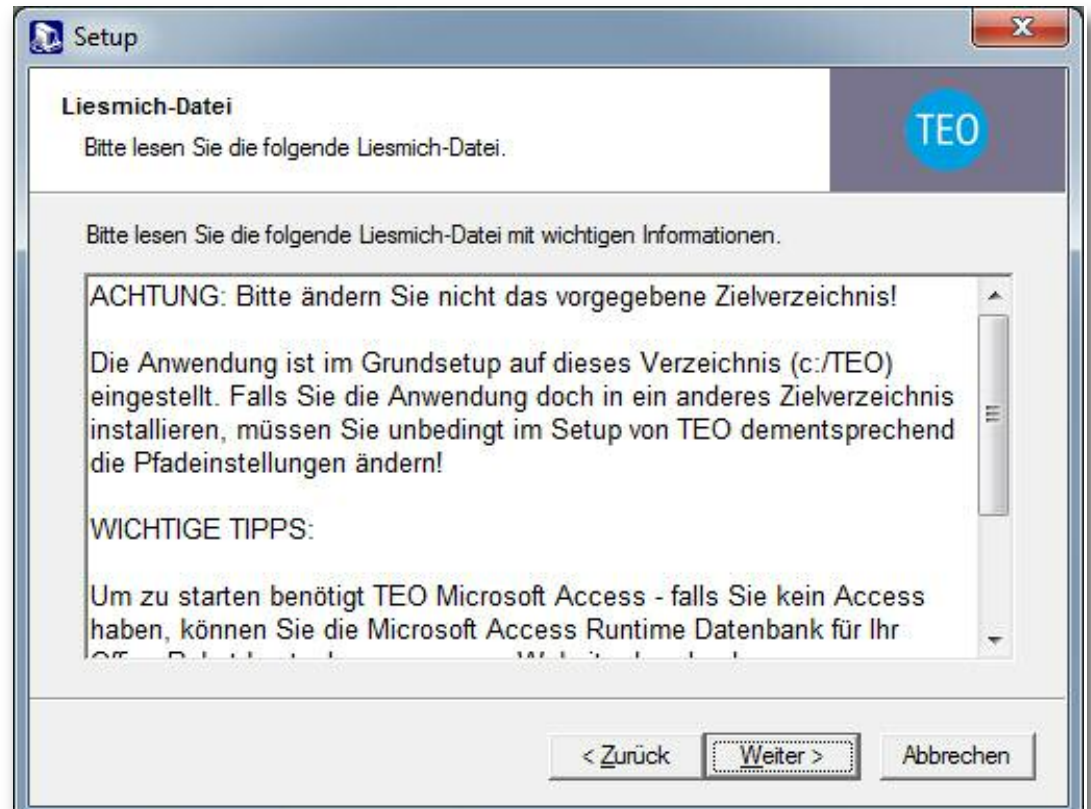 Setup
Liesmich-Datei
Bitte lesen Sie die folgende Liesmich-Datei.
TEO
Bitte lesen Sie die folgende Liesmich-Datei mit wichtigen Informationen.
ACHTUNG: Bitte ändern Sie nicht das vorgegebene Zielverzeichnis!
Die Anwendung ist im Grundsetup auf dieses Verzeichnis (c:/TEO)
eingestellt. Falls Sie die Anwendung doch in ein anderes Zielverzeichnis
installieren, müssen Sie unbedingt im Setup von TEO dementsprechend
die Pfadeinstellungen ändern!
WICHTIGE TIPPS:
Um zu starten benötigt TEO Microsoft Access - falls Sie kein Access
haben, können Sie die Microsoft Access Runtime Datenbank für Ihr
< Zurück
Weiter >
Abbrechen